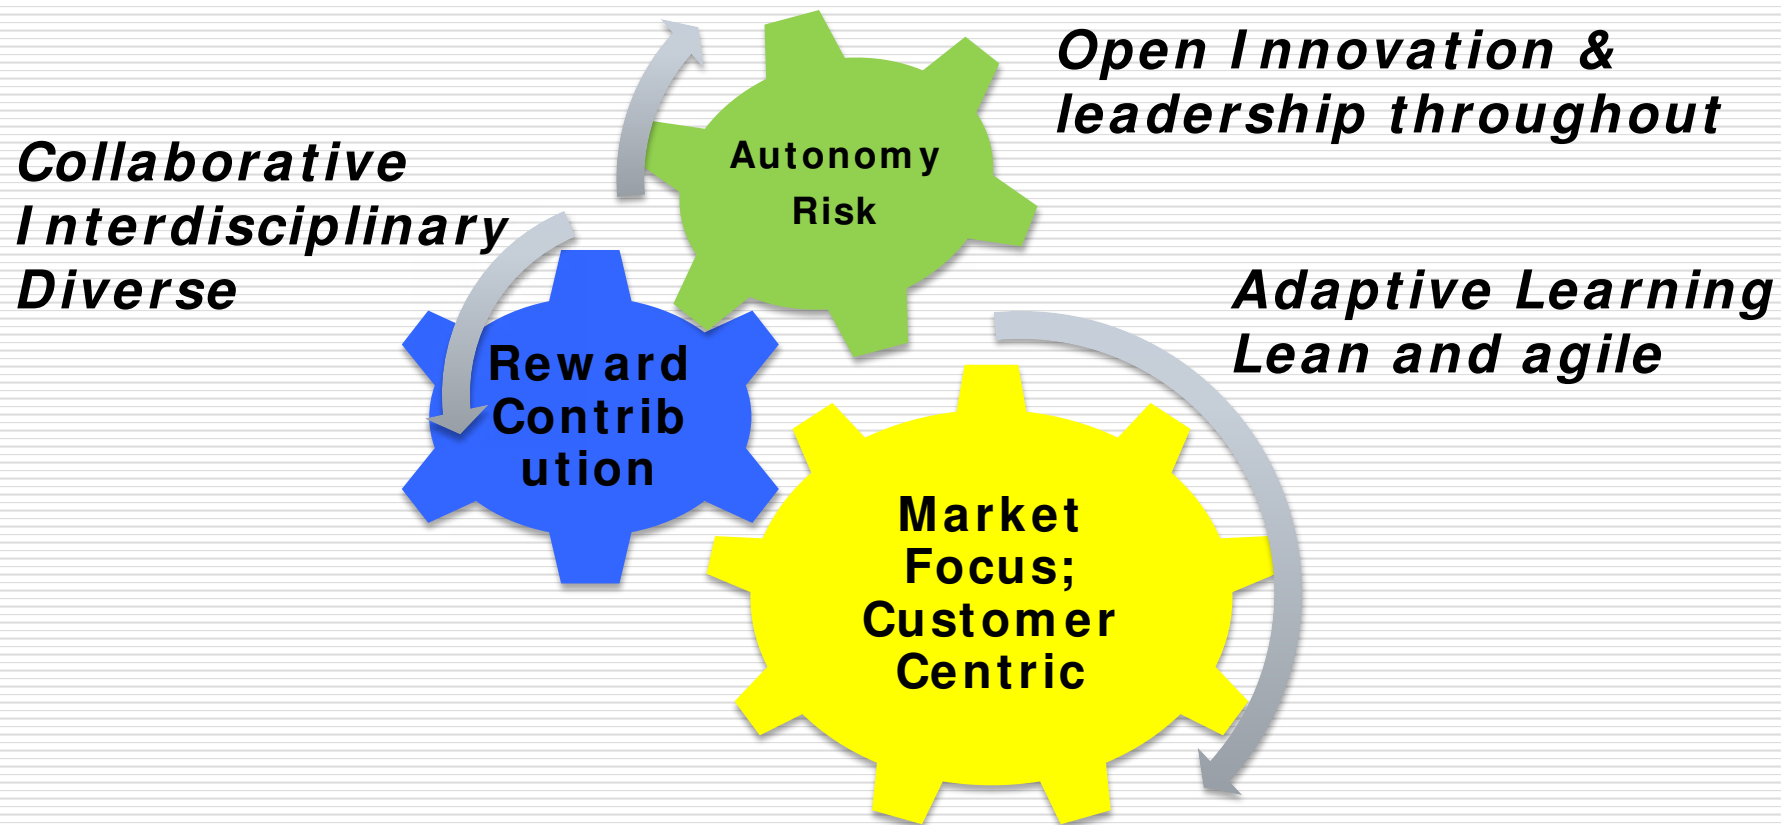 Open Innovation &
leadership throughout
Collaborative
Interdisciplinary
Diverse
Autonomy
Risk
Adaptive Learning
Lean and agile
Reward
Contrib
ution
Market
Focus;
Customer
Centric